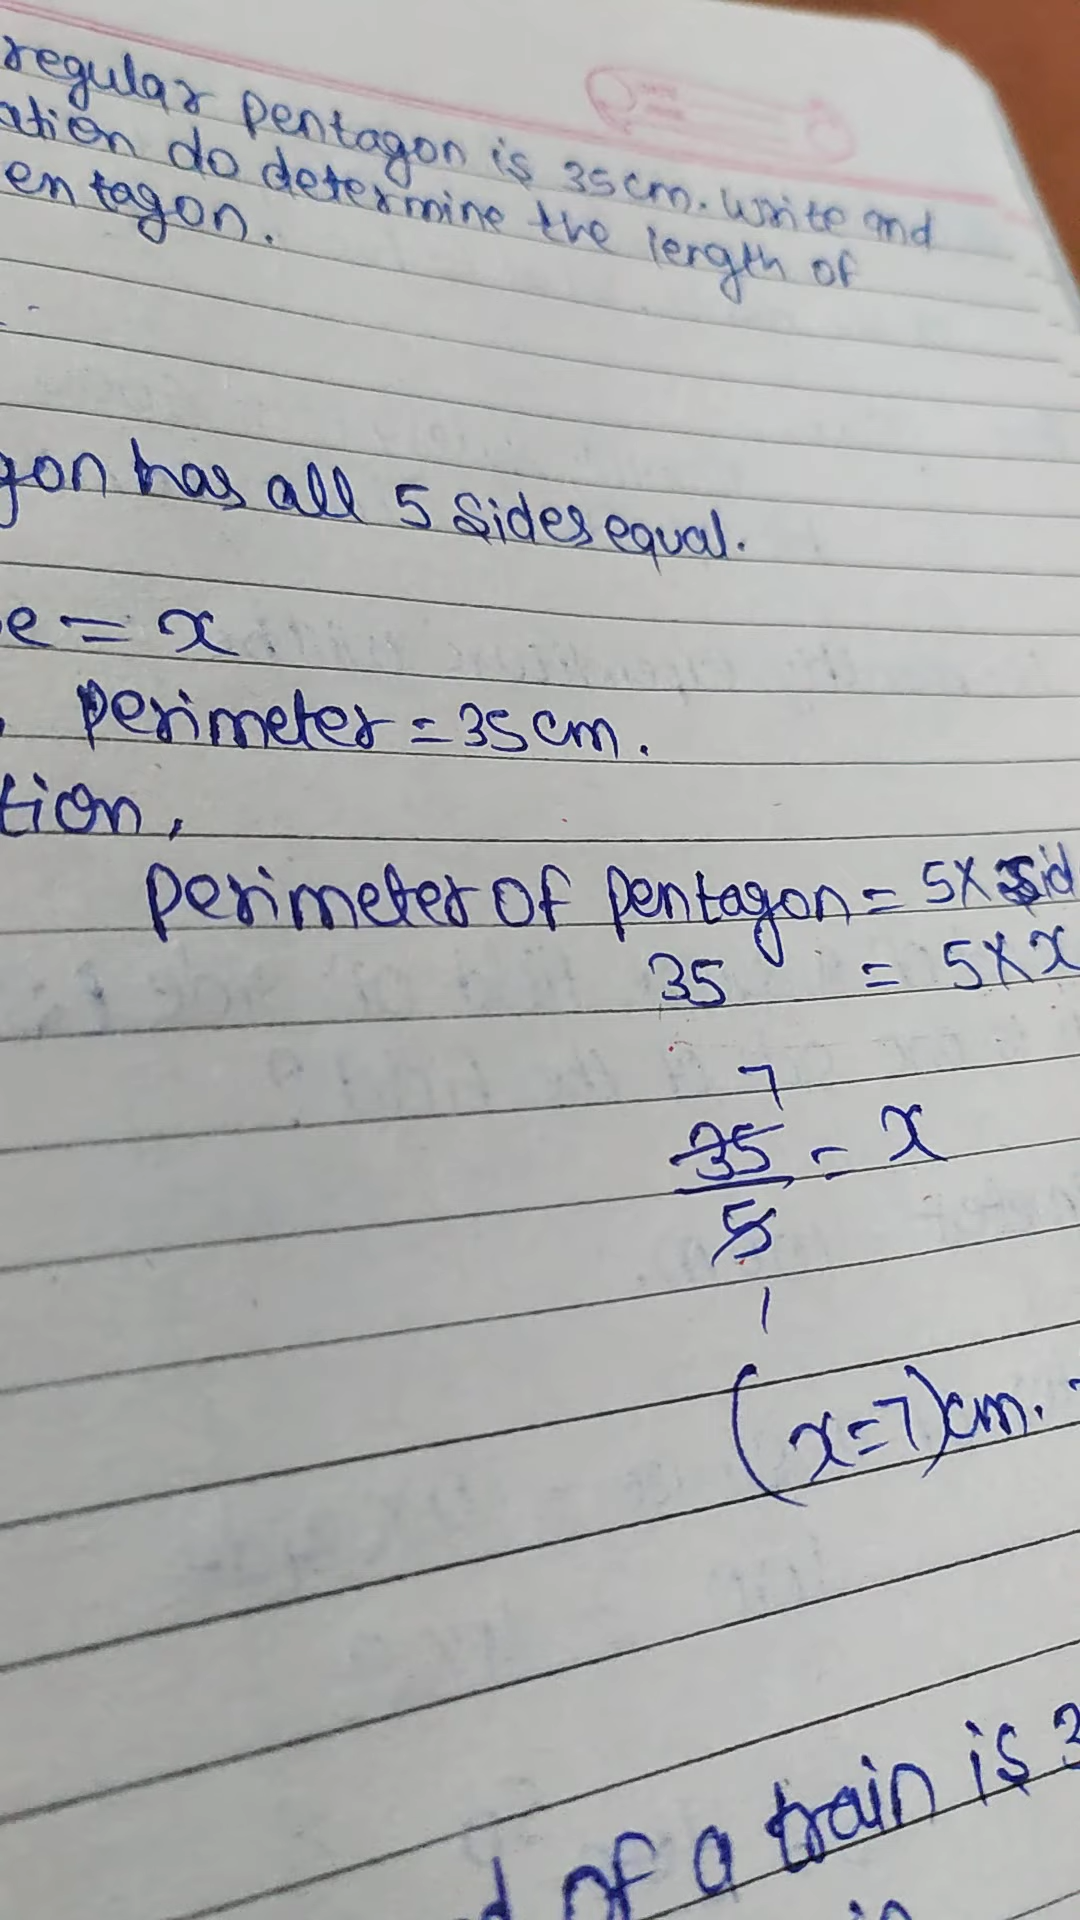 regular pentagon is 35cm. write and
ation do determine the length of
entagon.
gon has all 5 sides equal.
e = x.
perimeter = 35cm.
tion,
perimeter of pentagon = 5 × sid
35 = 5 × x
7
35/5 = x
1
(x=7)cm.
of a train is 3